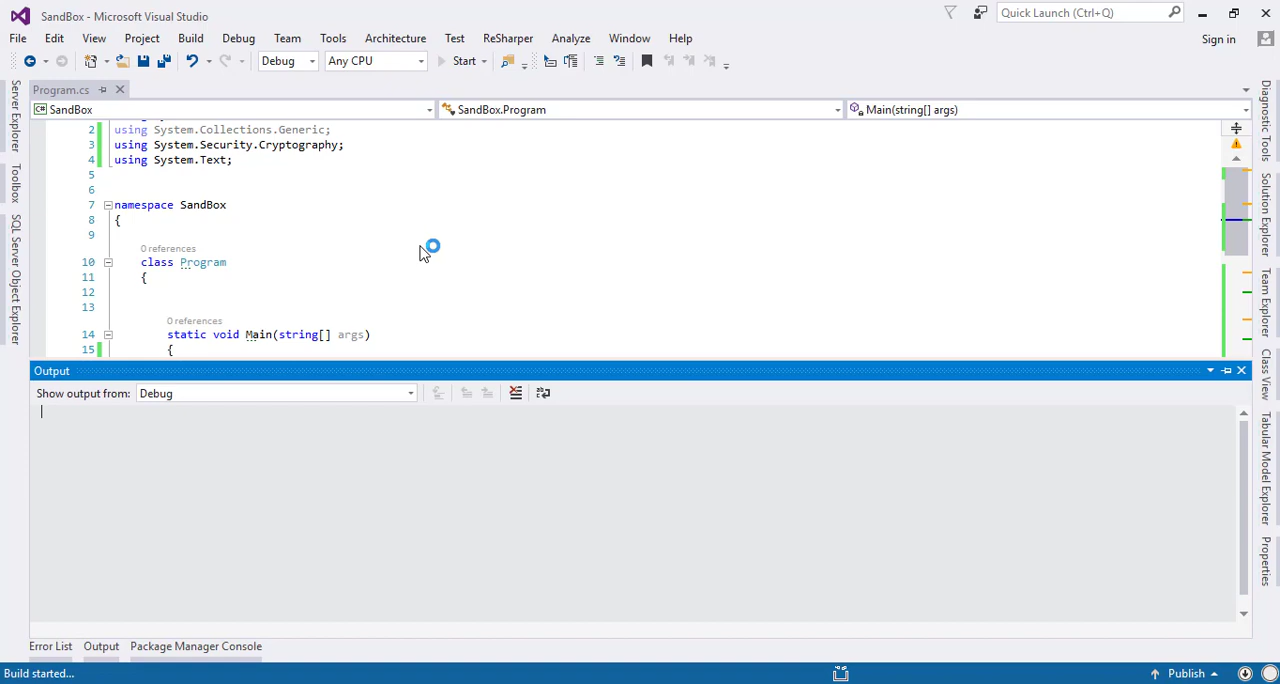 SandBox - Microsoft Visual Studio
Quick Launch (Ctrl+Q)
File Edit View Project Build Debug Team Tools Architecture Test ReSharper Analyze Window Help
Sign in
Debug Any CPU Start
Program.cs
C# SandBox SandBox.Program Main(string[] args)
2 using System.Collections.Generic;
3 using System.Security.Cryptography;
4 using System.Text;
5
6
7 namespace SandBox
8 {
9
0 references
10 class Program
11 {
12
13
0 references
14 static void Main(string[] args)
15 {
Output
Show output from: Debug
Error List Output Package Manager Console
Build started...
Publish
Server Explorer
Toolbox
SQL Server Object Explorer
Diagnostic Tools
Solution Explorer
Team Explorer
Class View
Tabular Model Explorer
Properties